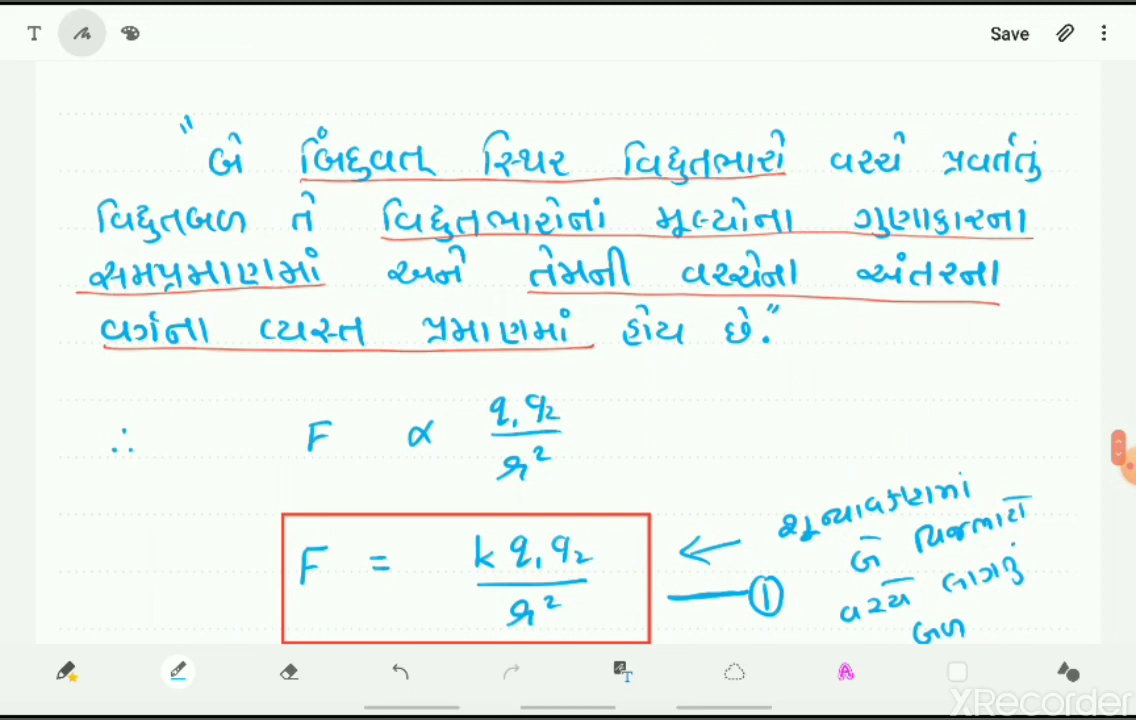 T
Save
"બે બિંદુવત્ સ્થિર વિદ્યુતભારો વચ્ચે પ્રવર્તતું
વિદ્યુતબળ તે વિદ્યુતભારોનાં મૂલ્યોના ગુણાકારના
સમપ્રમાણમાં અને તેમની વચ્ચેના અંતરના
વર્ગના વ્યસ્ત પ્રમાણમાં હોય છે."
∴ F ∝ q₁q₂ / r²
F = k q₁q₂ / r² ①
શૂન્યાવકાશમાં
બે વિજભારો
વચ્ચે લાગતું
બળ
XRecorder